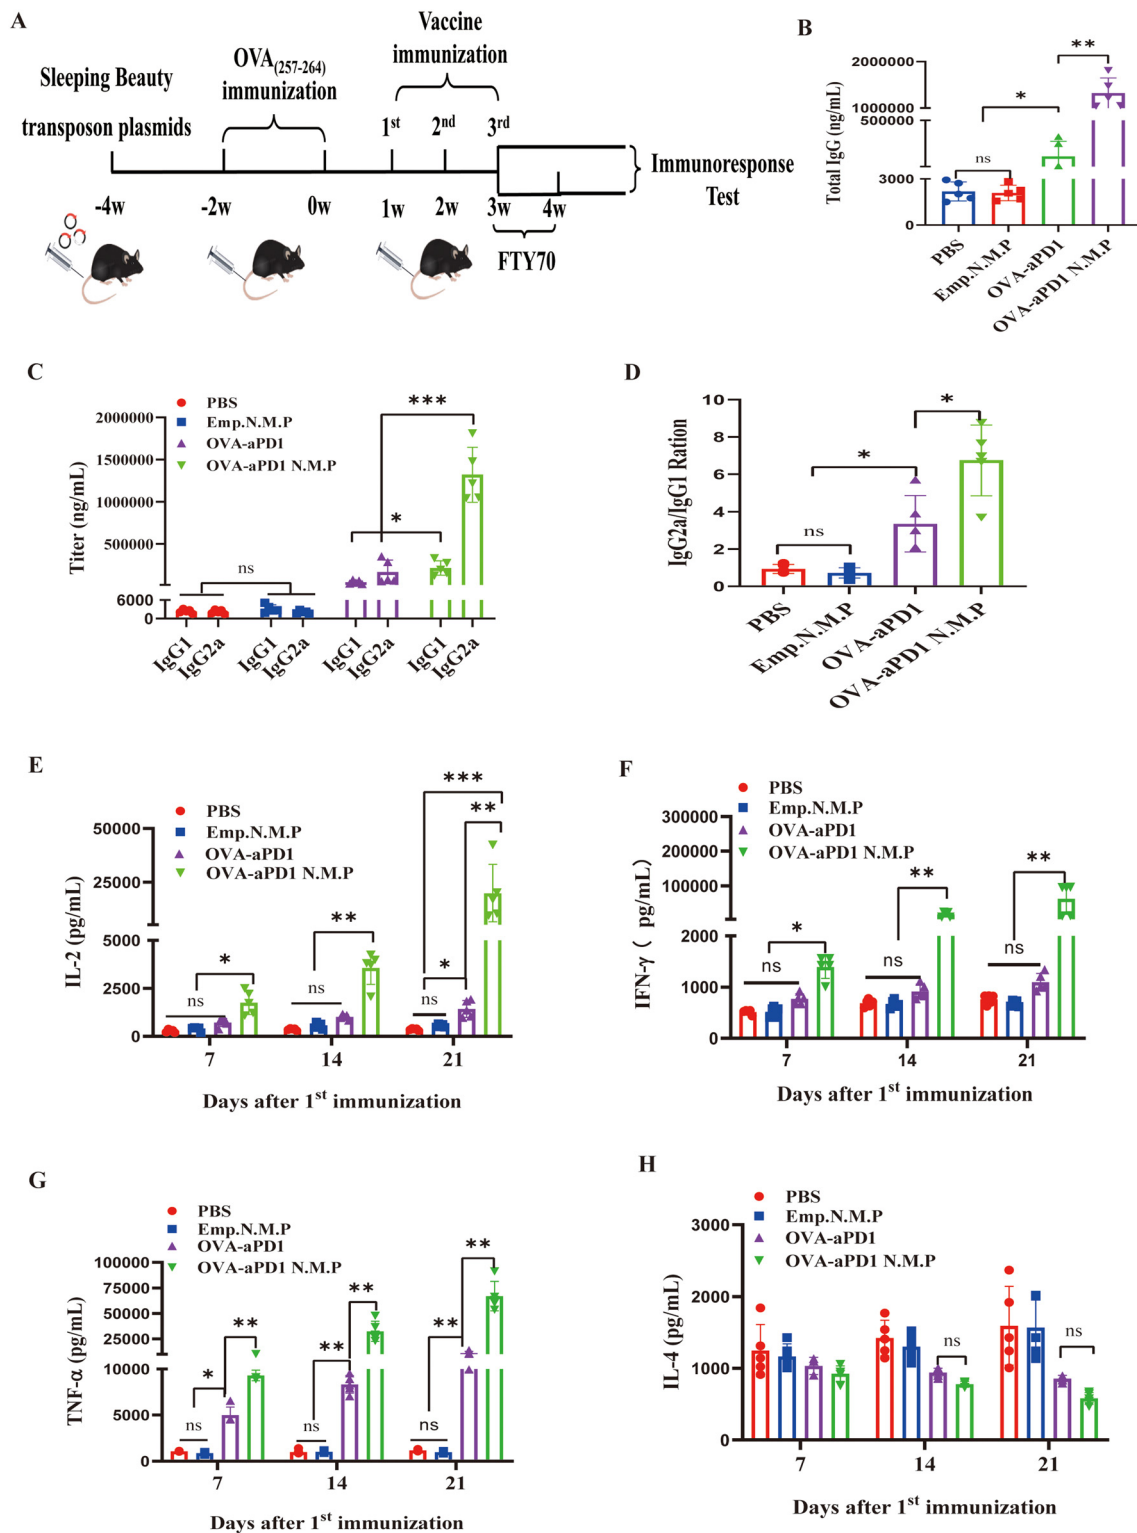 A
Sleeping Beauty
transposon plasmids
OVA(257-264)
immunization
Vaccine
immunization
1st
2nd
3rd
-4w
-2w
0w
1w
2w
3w
4w
FTY70
Immunoresponse
Test
B
Total IgG (ng/mL)
2000000
1000000
500000
3000
0
ns
*
**
PBS
Emp.N.M.P
OVA-aPD1
OVA-aPD1 N.M.P
C
PBS
Emp.N.M.P
OVA-aPD1
OVA-aPD1 N.M.P
Titer (ng/mL)
2000000
1500000
1000000
500000
6000
0
ns
*
***
IgG1
IgG2a
IgG1
IgG2a
IgG1
IgG2a
IgG1
IgG2a
D
IgG2a/IgG1 Ration
10
8
6
4
2
0
ns
*
*
PBS
Emp.N.M.P
OVA-aPD1
OVA-aPD1 N.M.P
E
PBS
Emp.N.M.P
OVA-aPD1
OVA-aPD1 N.M.P
IL-2 (pg/mL)
50000
25000
5000
2500
0
ns
*
ns
**
ns
*
**
***
7
14
21
Days after 1st immunization
F
PBS
Emp.N.M.P
OVA-aPD1
OVA-aPD1 N.M.P
IFN-γ ( pg/mL)
300000
200000
100000
2000
1000
0
ns
*
ns
**
ns
**
7
14
21
Days after 1st immunization
G
PBS
Emp.N.M.P
OVA-aPD1
OVA-aPD1 N.M.P
TNF-α (pg/mL)
100000
75000
50000
25000
10000
5000
0
ns
*
**
ns
**
**
ns
**
**
7
14
21
Days after 1st immunization
H
PBS
Emp.N.M.P
OVA-aPD1
OVA-aPD1 N.M.P
IL-4 (pg/mL)
3000
2000
1000
0
ns
ns
7
14
21
Days after 1st immunization